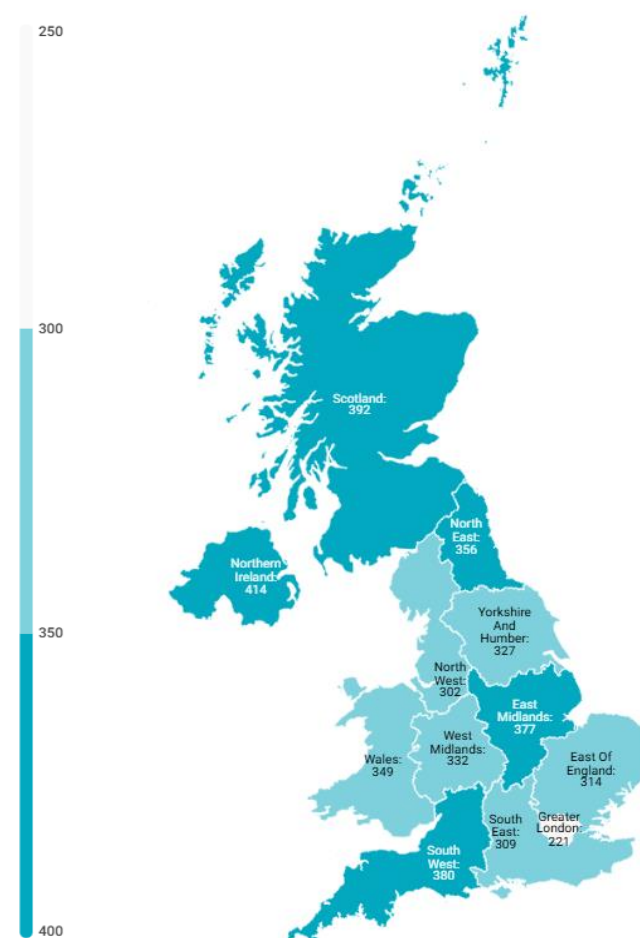 250
300
350
400
Scotland:
392
North
East:
356
Northern
Ireland:
414
Yorkshire
And
Humber:
327
North
West:
302
East
Midlands:
377
West
Midlands:
332
Wales:
349
East Of
England:
314
South
East:
309
Greater
London:
221
South
West:
380